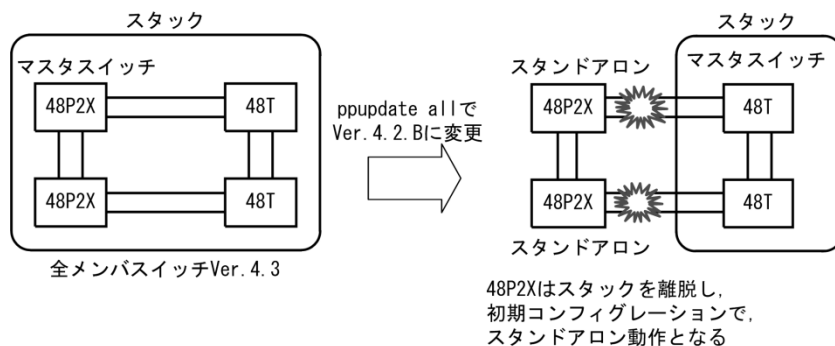 スタック
マスタスイッチ
48P2X
48T
48P2X
48T
全メンバスイッチVer.4.3
ppupdate allで
Ver.4.2.Bに変更
スタック
マスタスイッチ
スタンドアロン
48P2X
48T
48P2X
48T
スタンドアロン
48P2Xはスタックを離脱し,
初期コンフィグレーションで,
スタンドアロン動作となる